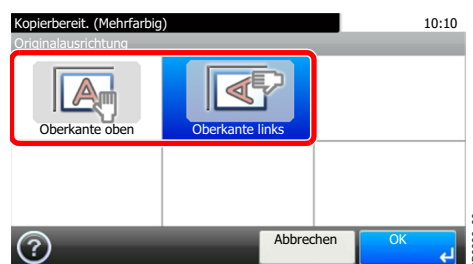 Kopierbereit. (Mehrfarbig) 10:10
Originalausrichtung
A A
Oberkante oben Oberkante links
? Abbrechen OK